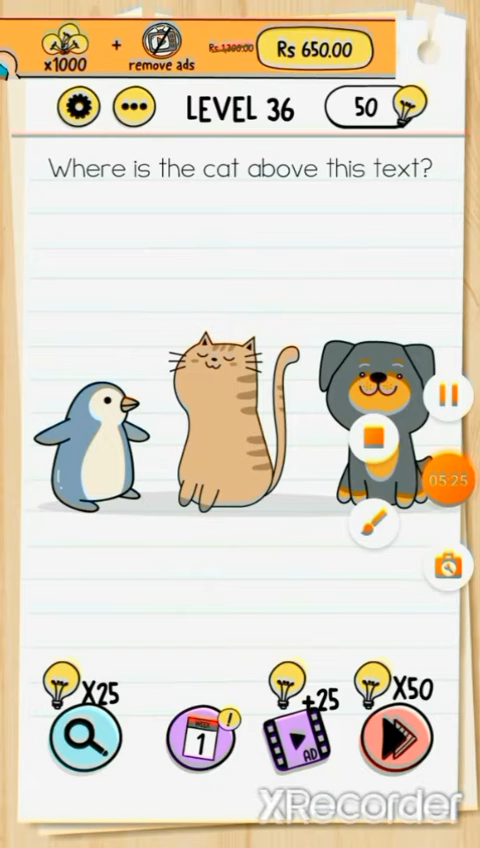 x1000 + remove ads Rs 1,300.00 Rs 650.00
LEVEL 36 50
Where is the cat above this text?
05:25
X25 +25 X50
WEEK
1 !
AD
XRecorder